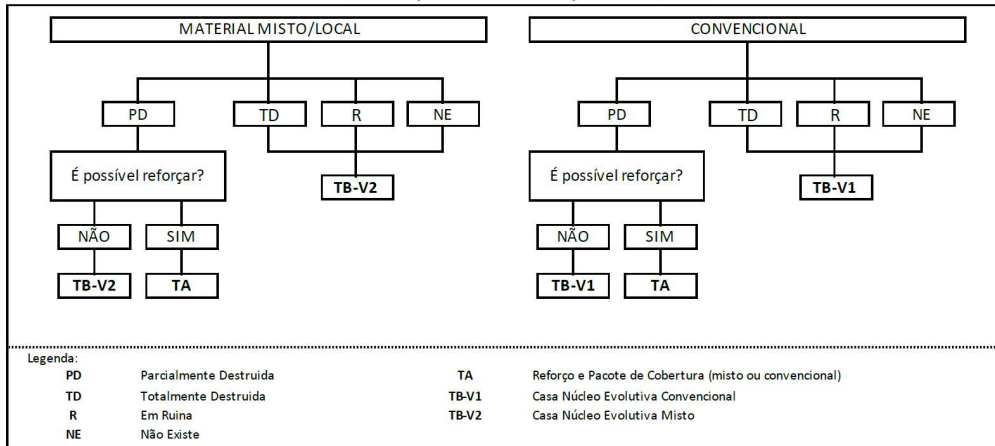 MATERIAL MISTO/LOCAL
PD
TD
R
NE
É possível reforçar?
TB-V2
NÃO
SIM
TB-V2
TA
CONVENCIONAL
PD
TD
R
NE
É possível reforçar?
TB-V1
NÃO
SIM
TB-V1
TA
Legenda:
PD Parcialmente Destruida
TD Totalmente Destruida
R Em Ruina
NE Não Existe
TA Reforço e Pacote de Cobertura (misto ou convencional)
TB-V1 Casa Núcleo Evolutiva Convencional
TB-V2 Casa Núcleo Evolutiva Misto